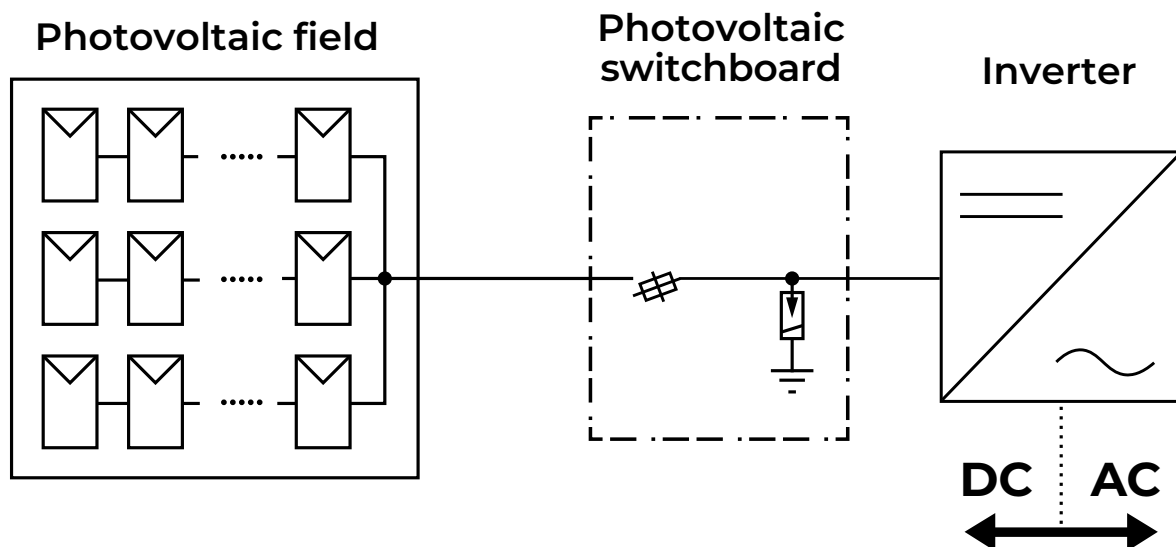 Photovoltaic field
Photovoltaic
switchboard
Inverter
DC
AC